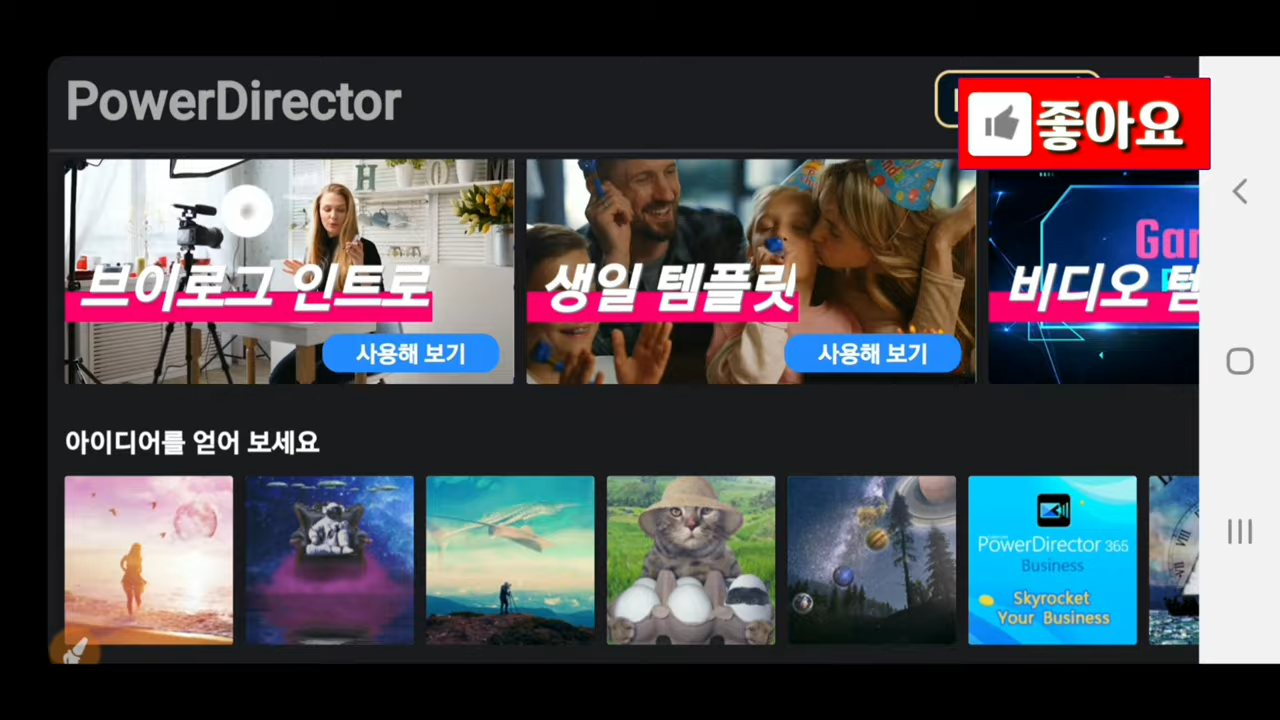 PowerDirector
좋아요
브이로그 인트로
사용해 보기
생일 템플릿
사용해 보기
비디오
아이디어를 얻어 보세요
PowerDirector 365
Business
Skyrocket
Your Business